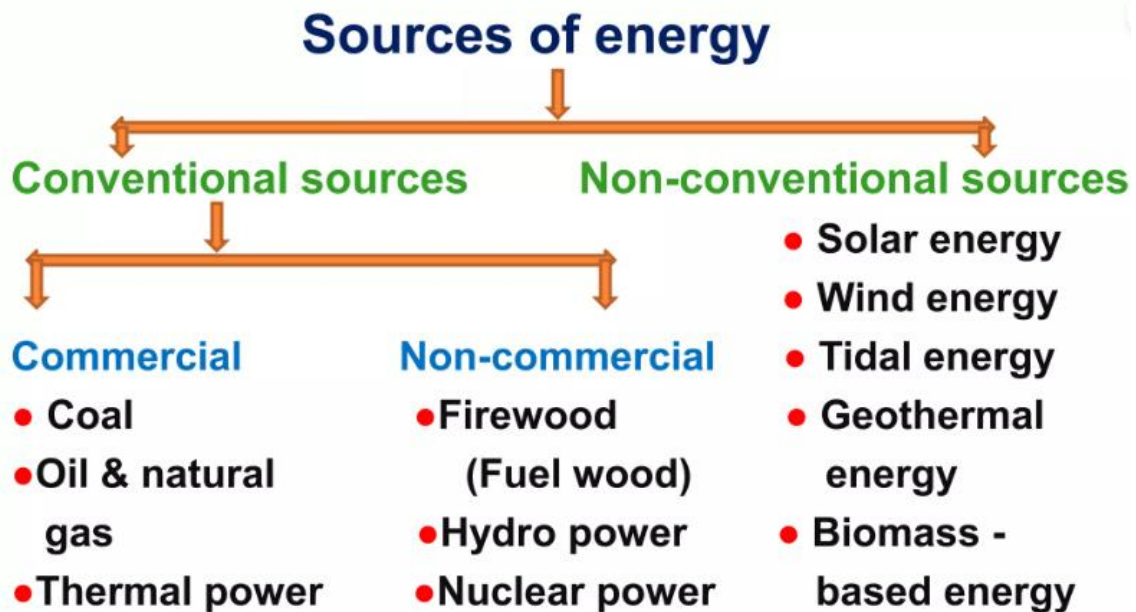 Sources of energy
Conventional sources
Non-conventional sources
Commercial
● Coal
●Oil & natural
gas
●Thermal power
Non-commercial
●Firewood
(Fuel wood)
●Hydro power
●Nuclear power
● Solar energy
● Wind energy
● Tidal energy
● Geothermal
energy
● Biomass -
based energy